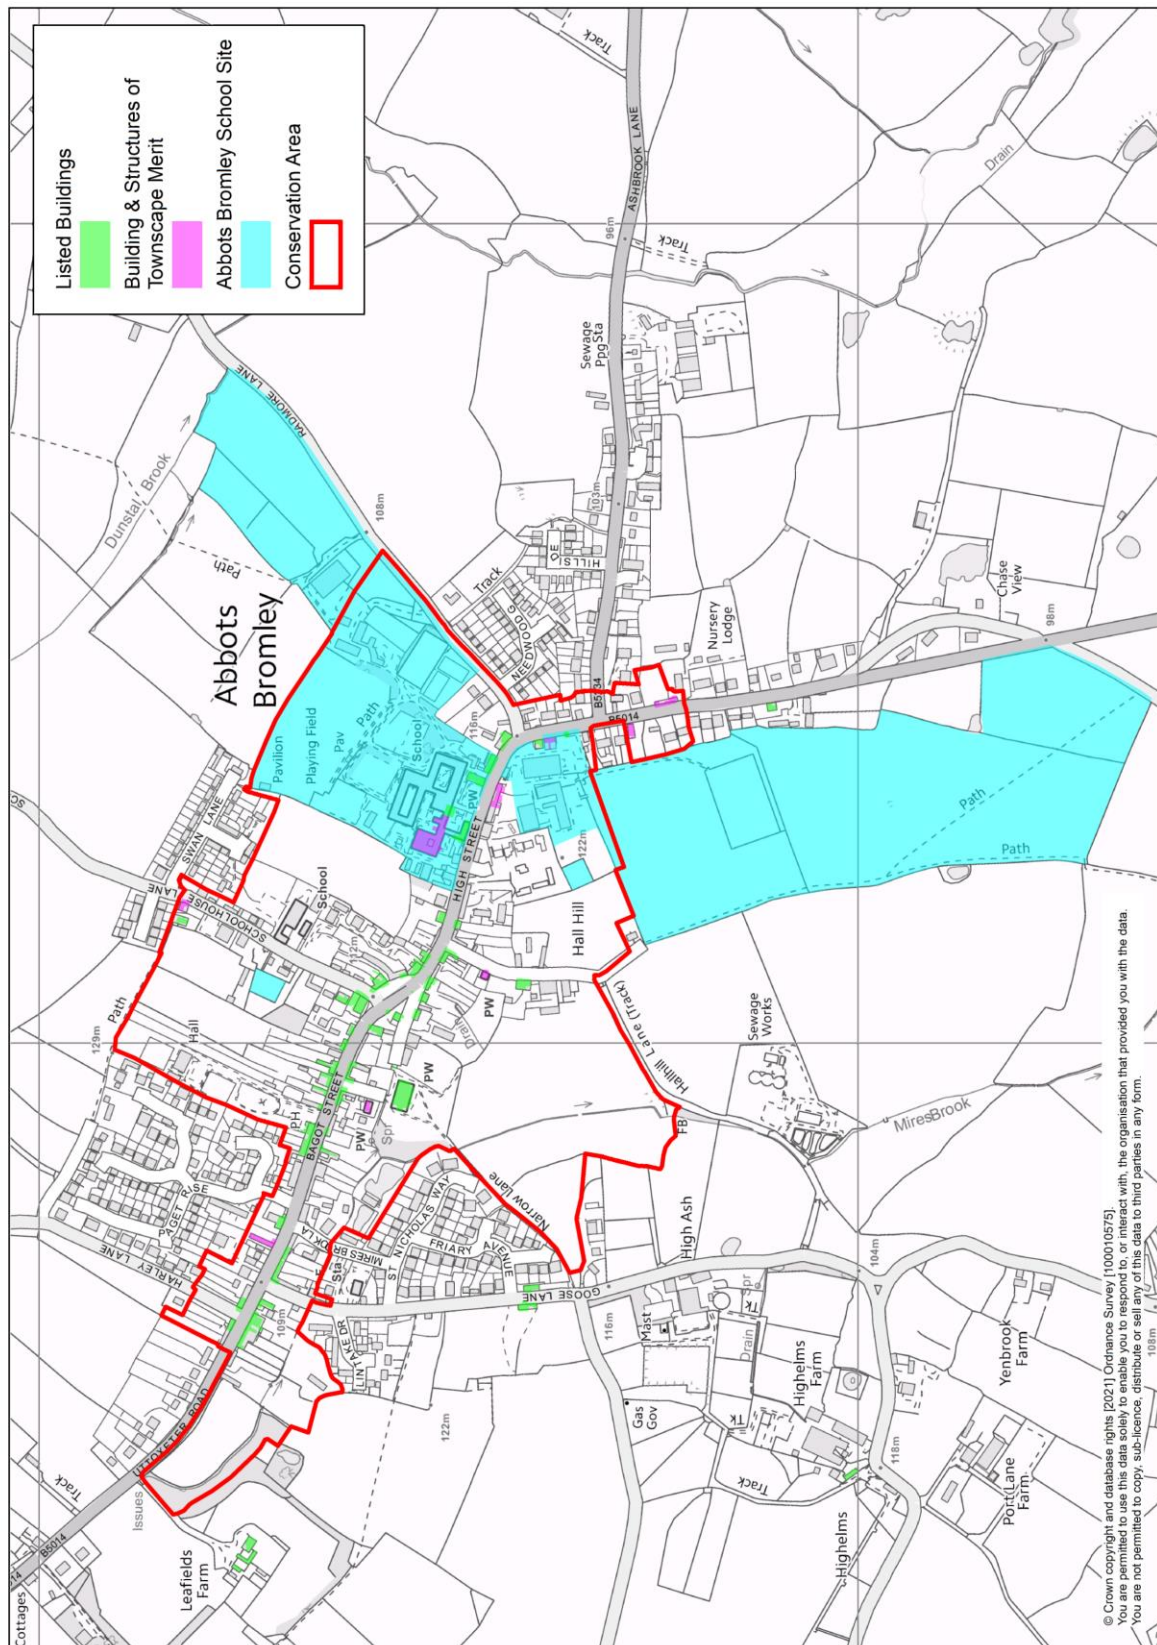 Listed Buildings
Building & Structures of
Townscape Merit
Abbots Bromley School Site
Conservation Area
Abbots
Bromley
Track
ASHBROOK LANE
Drain
96m
Track
RADMORE LANE
Dunstal Brook
Path
108m
Sewage
Ppg Sta
103m
HILLSIDE
Track
NEEDWOOD
Nursery
Lodge
Chase
View
98m
B5234
B5014
Pavilion
Playing Field
Pav
Path
School
116m
PW
HIGH STREET
122m
Path
Path
SWAN LANE
SCHOOLHOUSE LANE
School
112m
Hall Hill
Path
129m
Hall
PH
BAGOT STREET
PW
Drain
PW
PW
Spr
Hallhill Lane (Track)
Sewage
Works
Mires Brook
FB
PAGET RISE
HARLEY LANE
ST NICHOLAS WAY
FRIARY AVENUE
Narrow Lane
High Ash
Sta
GOOSE LANE
LINTAKE DR
109m
116m
Mast
Spr
Tk
Drain
104m
UTTOXETER ROAD
122m
Gas
Gov
Tk
Highelms
Farm
Yenbrook
Farm
108m
Track
B5014
Issues
Leafields
Farm
Track
118m
Highelms
Port Lane
Farm
Cottages
© Crown copyright and database rights [2021] Ordnance Survey [100010575].
You are permitted to use this data solely to enable you to respond to, or interact with, the organisation that provided you with the data.
You are not permitted to copy, sub-licence, distribute or sell any of this data to third parties in any form.